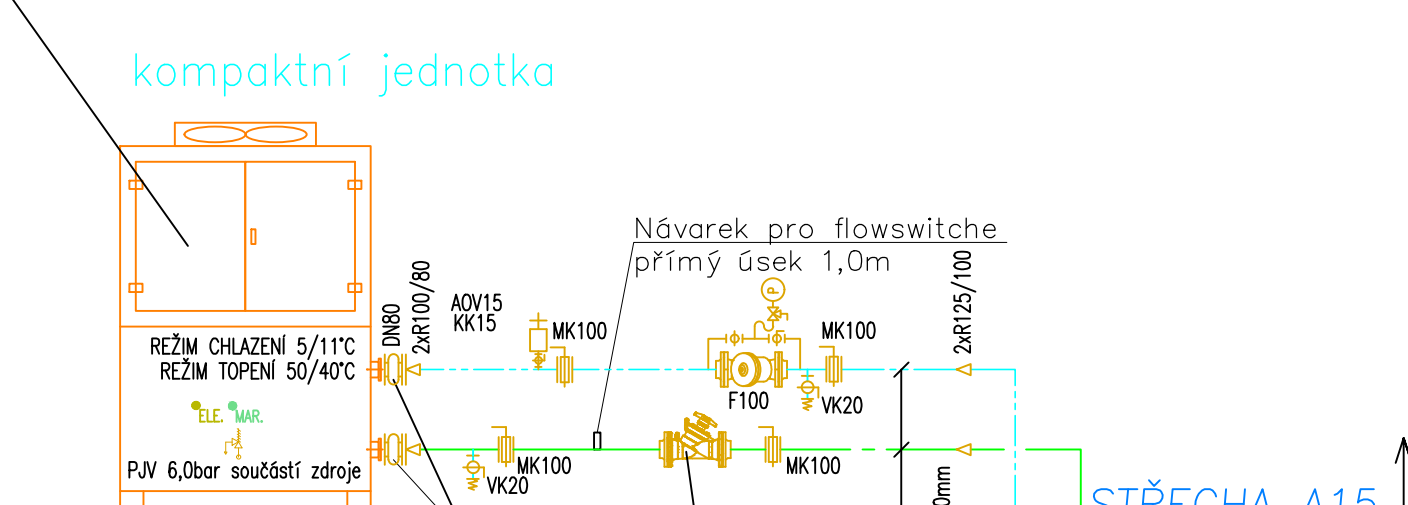 kompaktní jednotka
Návarek pro flowswitche
přímý úsek 1,0m
DN80
2xR100/80
AOV15
KK15
MK100
P
MK100
2xR125/100
REŽIM CHLAZENÍ 5/11°C
REŽIM TOPENÍ 50/40°C
F100
VK20
ELE. MAR.
PJV 6,0bar součástí zdroje
MK100
VK20
MK100
0mm
STŘECHA A15